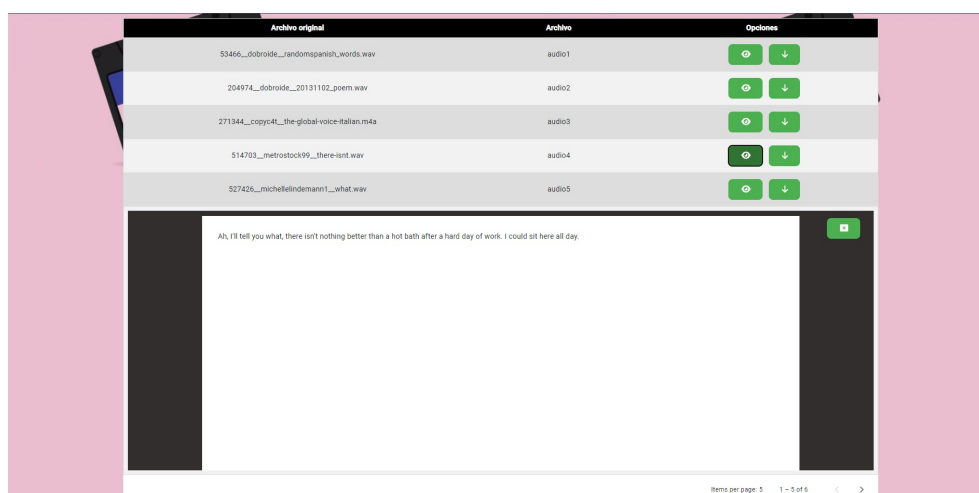 Archivo original Archivo Opciones
53466__dobroide__randomspanish_words.wav audio1
204974__dobroide__20131102_poem.wav audio2
271344__copyc4t__the-global-voice-italian.m4a audio3
514703__metrostock99__there-isnt.wav audio4
527426__michellelindemann1__what.wav audio5
Ah, I'll tell you what, there isn't nothing better than a hot bath after a hard day of work. I could sit here all day.
Items per page: 5 1 – 5 of 6